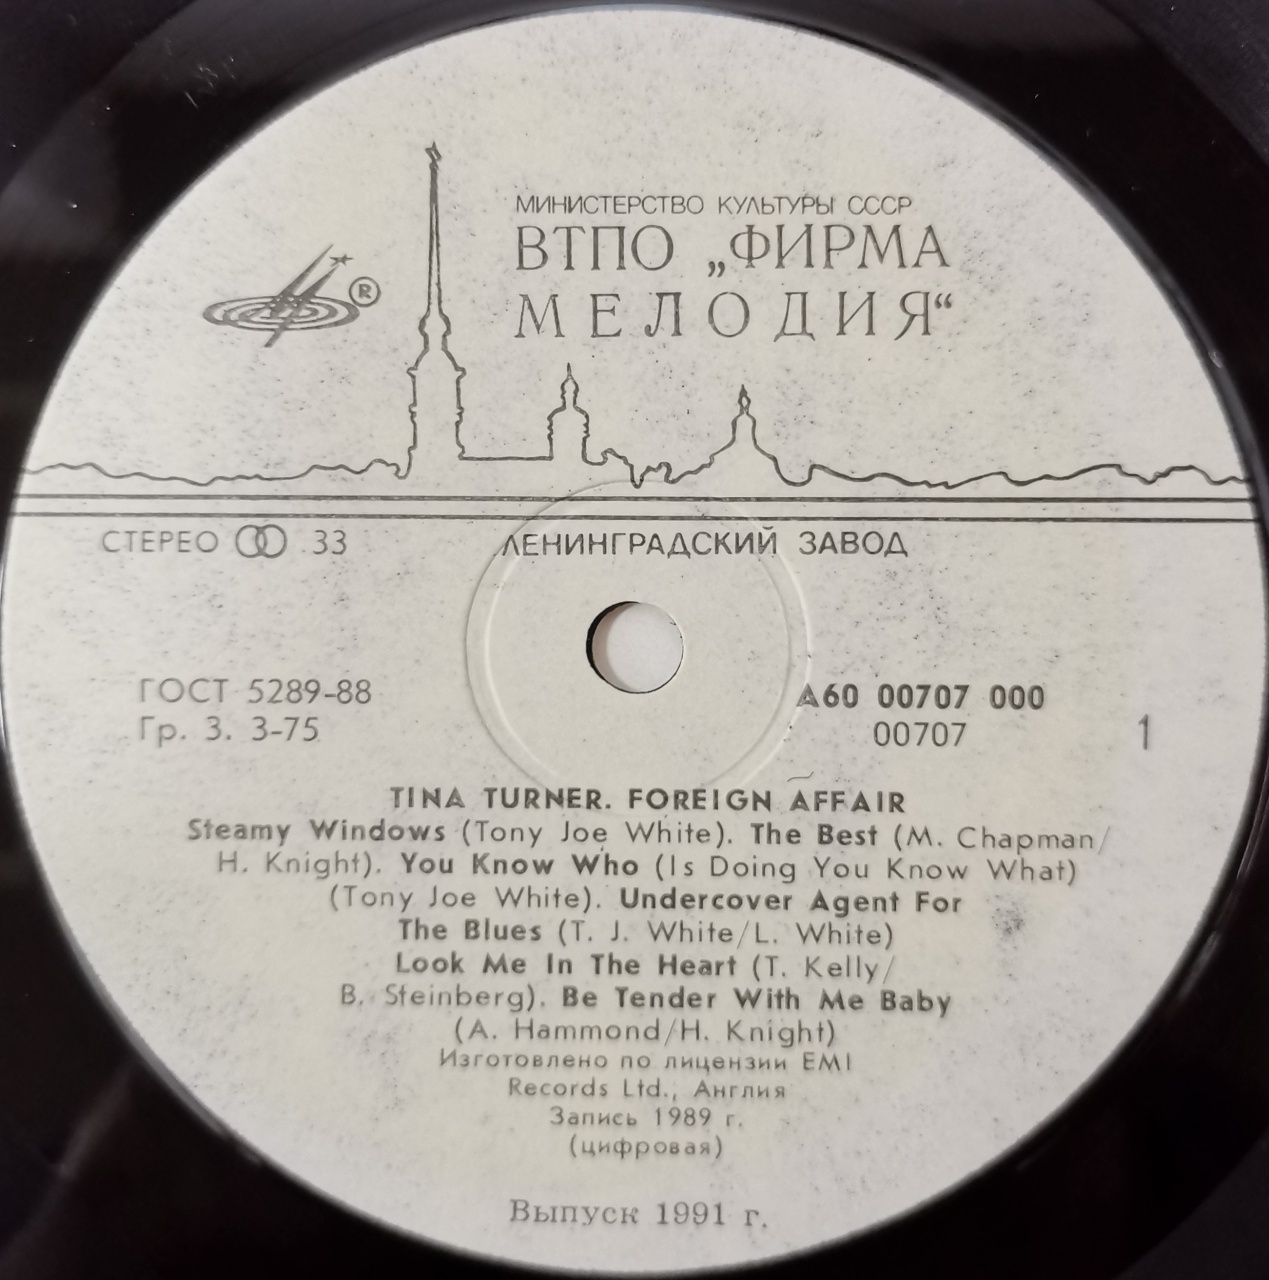 МИНИСТЕРСТВО КУЛЬТУРЫ СССР
ВТПО „ФИРМА
МЕЛОДИЯ“
®
СТЕРЕО 33
ЛЕНИНГРАДСКИЙ ЗАВОД
ГОСТ 5289-88
Гр. 3. 3-75
А60 00707 000
00707
1
TINA TURNER. FOREIGN AFFAIR
Steamy Windows (Tony Joe White). The Best (M. Chapman/
H. Knight). You Know Who (Is Doing You Know What)
(Tony Joe White). Undercover Agent For
The Blues (T. J. White/L. White)
Look Me In The Heart (T. Kelly/
B. Steinberg). Be Tender With Me Baby
(A. Hammond/H. Knight)
Изготовлено по лицензии EMI
Records Ltd., Англия
Запись 1989 г.
(цифровая)
Выпуск 1991 г.